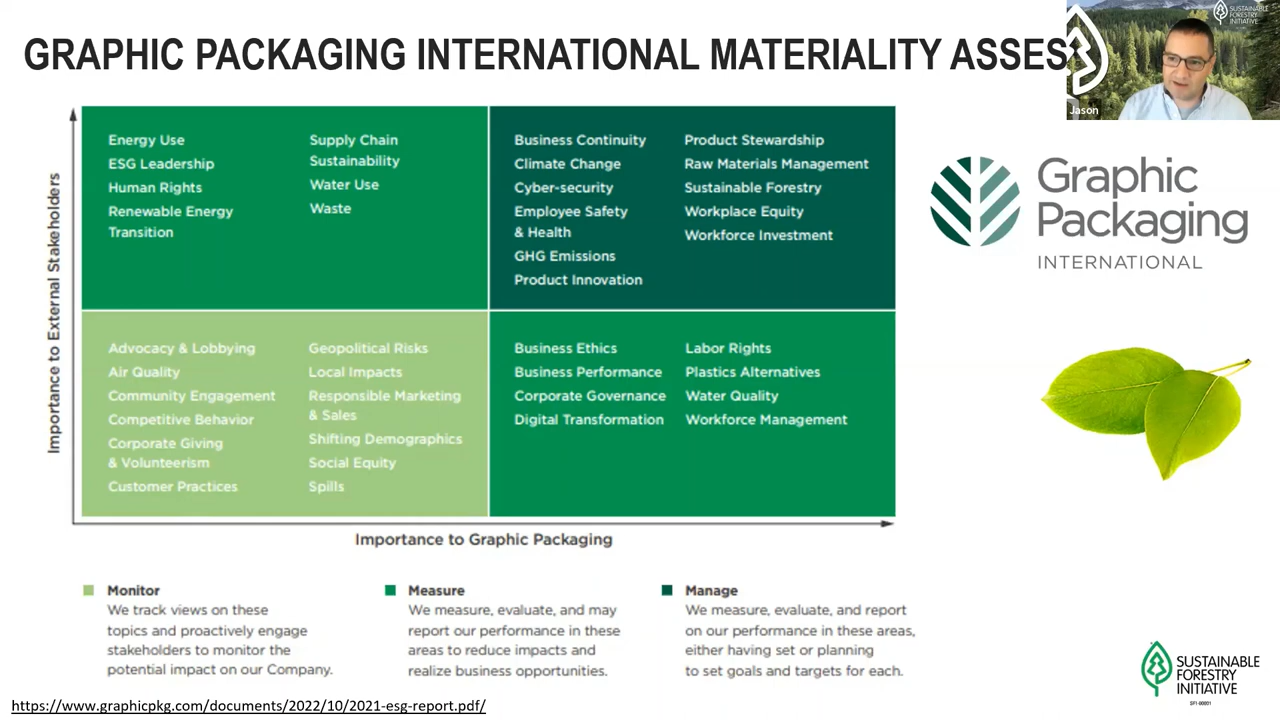 GRAPHIC PACKAGING INTERNATIONAL MATERIALITY ASSES
SUSTAINABLE
FORESTRY
INITIATIVE
Jason
Importance to External Stakeholders
Energy Use
ESG Leadership
Human Rights
Renewable Energy
Transition
Supply Chain
Sustainability
Water Use
Waste
Business Continuity
Climate Change
Cyber-security
Employee Safety
& Health
GHG Emissions
Product Innovation
Product Stewardship
Raw Materials Management
Sustainable Forestry
Workplace Equity
Workforce Investment
Graphic
Packaging
INTERNATIONAL
Advocacy & Lobbying
Air Quality
Community Engagement
Competitive Behavior
Corporate Giving
& Volunteerism
Customer Practices
Geopolitical Risks
Local Impacts
Responsible Marketing
& Sales
Shifting Demographics
Social Equity
Spills
Business Ethics
Business Performance
Corporate Governance
Digital Transformation
Labor Rights
Plastics Alternatives
Water Quality
Workforce Management
Importance to Graphic Packaging
Monitor
We track views on these
topics and proactively engage
stakeholders to monitor the
potential impact on our Company.
Measure
We measure, evaluate, and may
report our performance in these
areas to reduce impacts and
realize business opportunities.
Manage
We measure, evaluate, and report
on our performance in these areas,
either having set or planning
to set goals and targets for each.
https://www.graphicpkg.com/documents/2022/10/2021-esg-report.pdf/
SUSTAINABLE
FORESTRY
INITIATIVE
SFI-00001